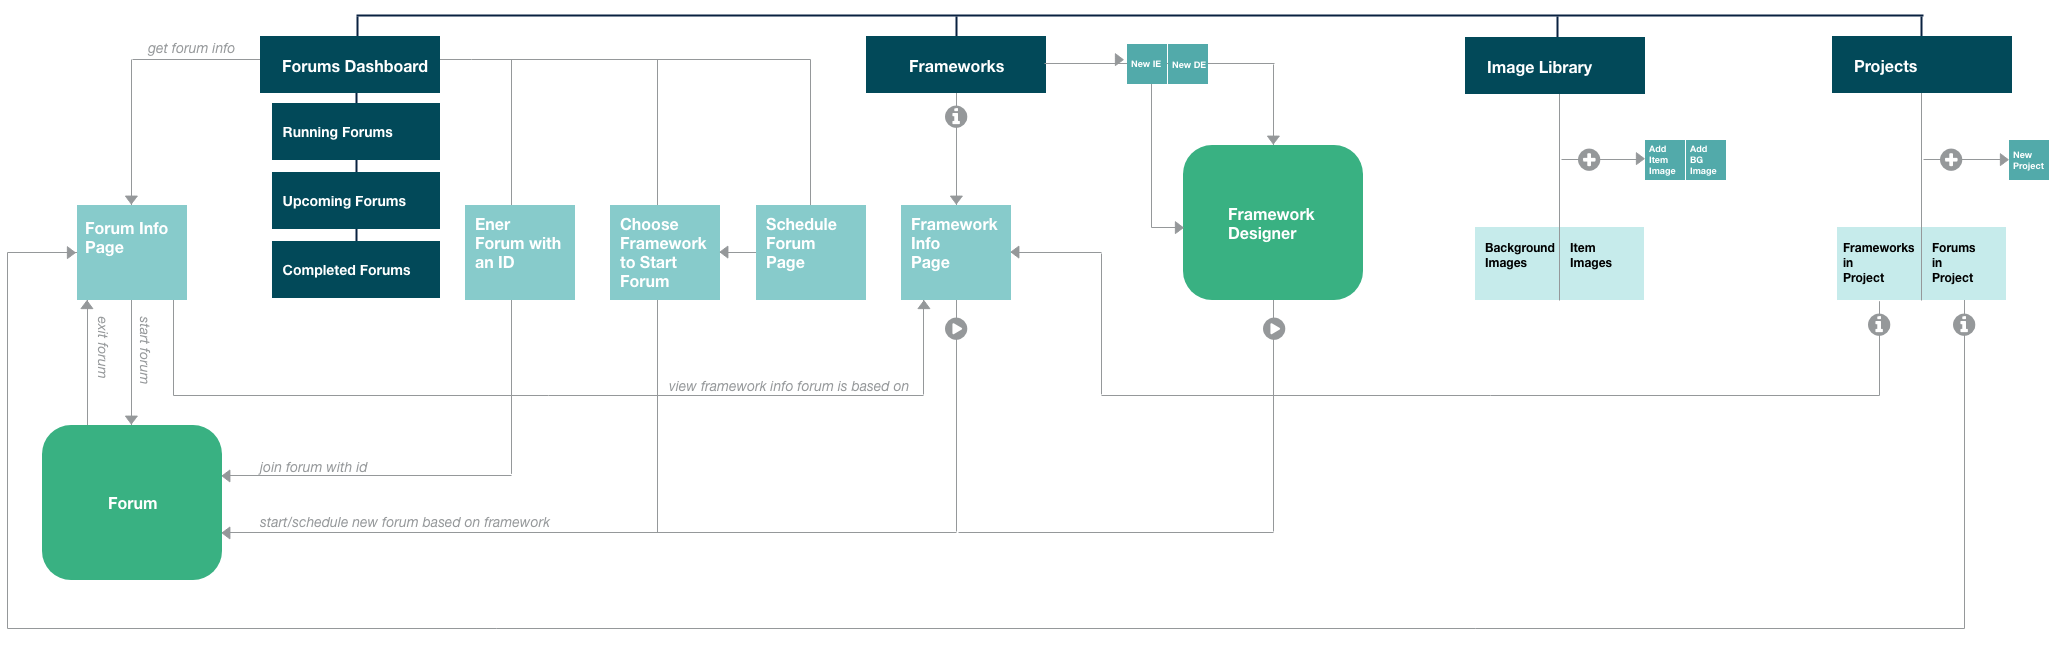 get forum info
Forums Dashboard
Frameworks
New IE
New DE
Image Library
Projects
Running Forums
Upcoming Forums
Completed Forums
Add
Item
Image
Add
BG
Image
New
Project
Forum Info
Page
Ener
Forum with
an ID
Choose
Framework
to Start
Forum
Schedule
Forum
Page
Framework
Info
Page
Framework
Designer
Background
Images
Item
Images
Frameworks
in
Project
Forums
in
Project
exit forum
start forum
view framework info forum is based on
join forum with id
Forum
start/schedule new forum based on framework